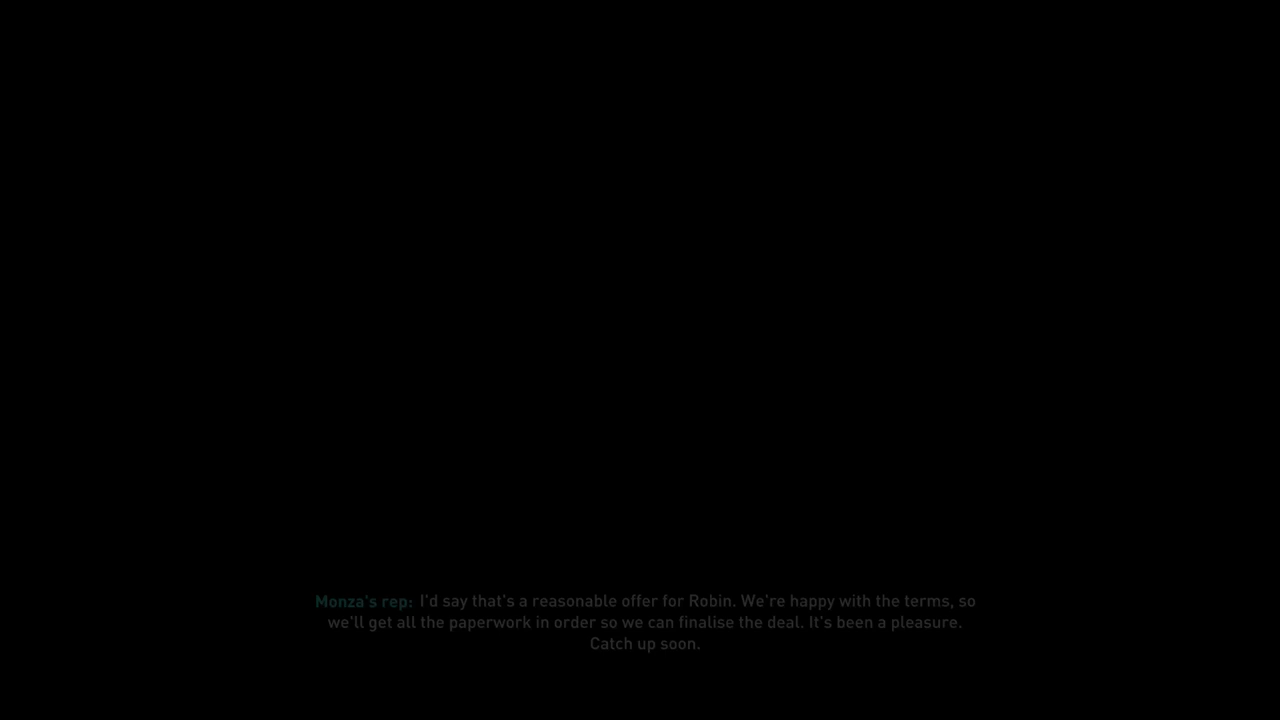 Monza's rep: I'd say that's a reasonable offer for Robin. We're happy with the terms, so
we'll get all the paperwork in order so we can finalise the deal. It's been a pleasure.
Catch up soon.